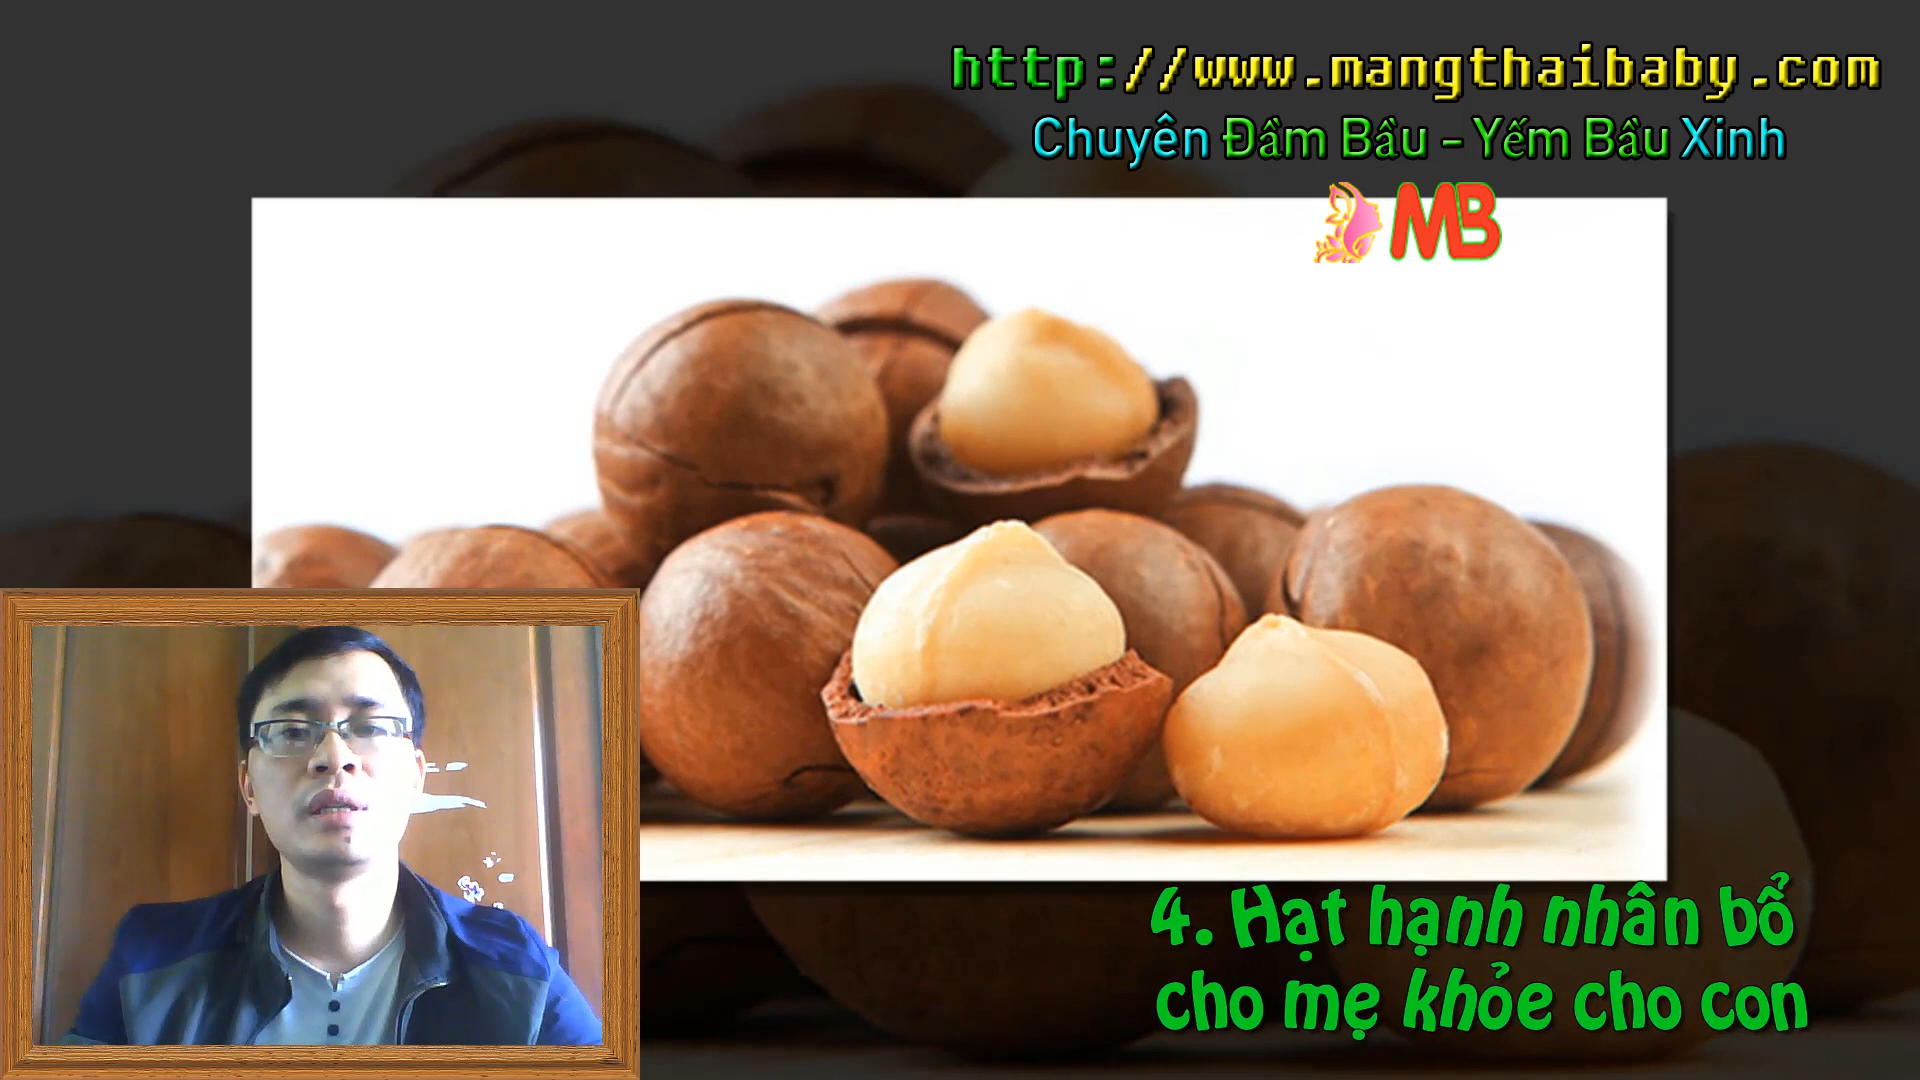 http://www.mangthaibaby.com
Chuyên Đầm Bầu - Yếm Bầu Xinh
MB
4. Hạt hạnh nhân bổ
cho mẹ khỏe cho con